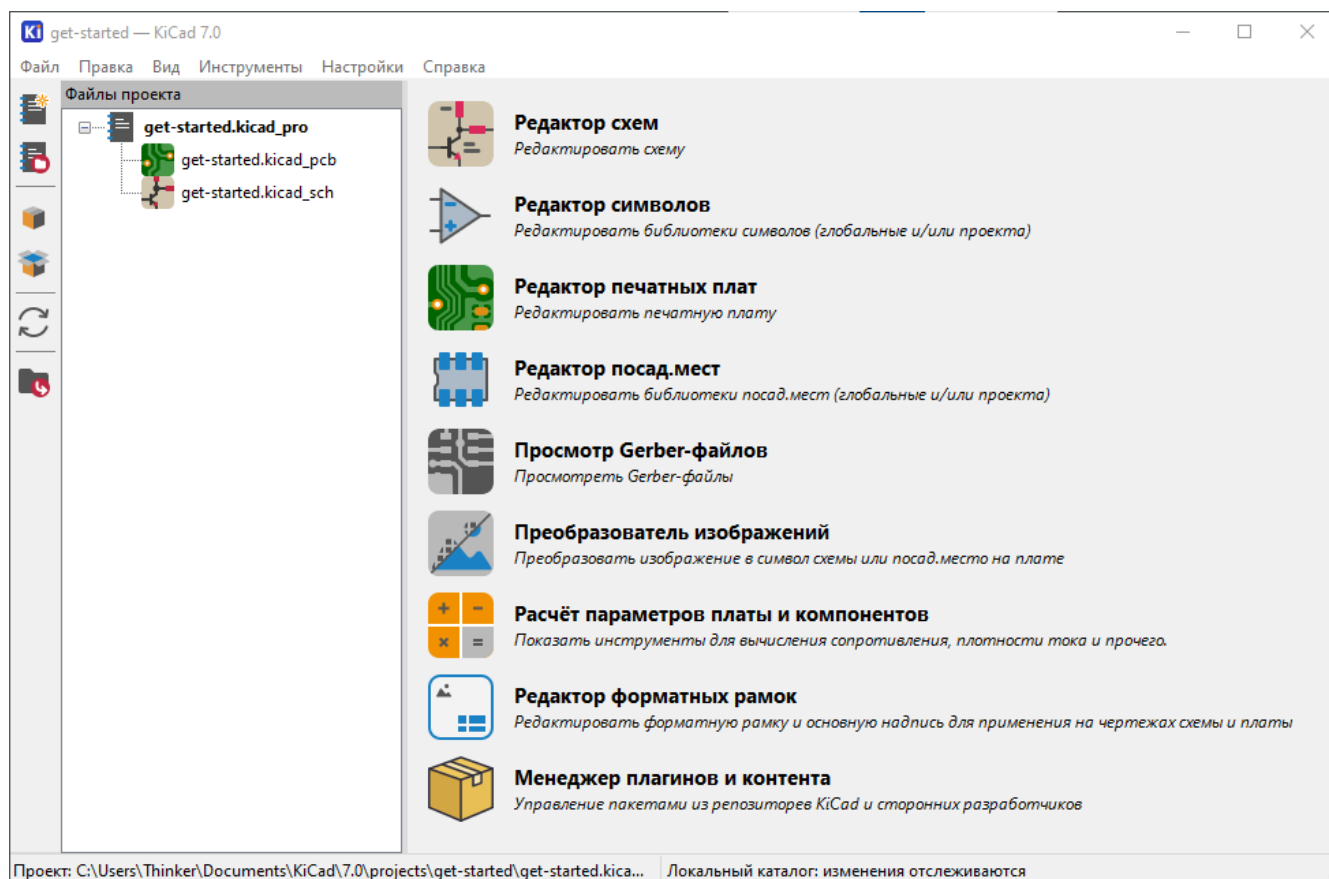 Ki get-started — KiCad 7.0
Файл Правка Вид Инструменты Настройки Справка
Файлы проекта
get-started.kicad_pro
get-started.kicad_pcb
get-started.kicad_sch
Редактор схем
Редактировать схему
Редактор символов
Редактировать библиотеки символов (глобальные и/или проекта)
Редактор печатных плат
Редактировать печатную плату
Редактор посад.мест
Редактировать библиотеки посад.мест (глобальные и/или проекта)
Просмотр Gerber-файлов
Просмотреть Gerber-файлы
Преобразователь изображений
Преобразовать изображение в символ схемы или посад.место на плате
Расчёт параметров платы и компонентов
Показать инструменты для вычисления сопротивления, плотности тока и прочего.
Редактор форматных рамок
Редактировать форматную рамку и основную надпись для применения на чертежах схемы и платы
Менеджер плагинов и контента
Управление пакетами из репозиторев KiCad и сторонних разработчиков
Проект: C:\Users\Thinker\Documents\KiCad\7.0\projects\get-started\get-started.kica... Локальный каталог: изменения отслеживаются